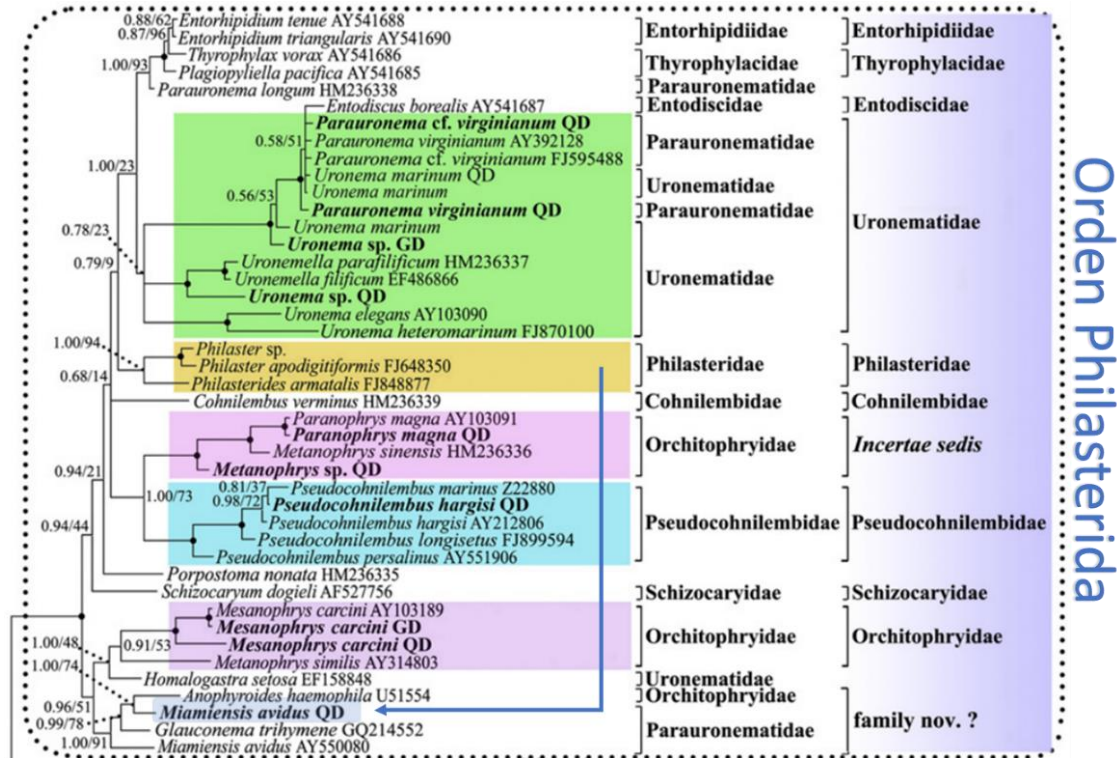 0.88/62 Entorhipidium tenue AY541688
0.87/96 Entorhipidium triangularis AY541690 Entorhipidiidae Entorhipidiidae
1.00/93 Thyrophylax vorax AY541686
Plagiopyliella pacifica AY541685 Thyrophylacidae Thyrophylacidae
Parauronema longum HM236338 Parauronematidae
Entodiscus borealis AY541687 Entodiscidae Entodiscidae
Parauronema cf. virginianum QD
0.58/51 Parauronema virginianum AY392128 Parauronematidae
Parauronema cf. virginianum FJ595488
1.00/23 Uronema marinum QD
0.56/53 Uronema marinum Uronematidae
Parauronema virginianum QD Parauronematidae
0.78/23 Uronema marinum Uronematidae
Uronema sp. GD
0.79/9 Uronemella parafilificum HM236337
Uronemella filificum EF486866 Uronematidae
Uronema sp. QD
Uronema elegans AY103090
Uronema heteromarinum FJ870100
1.00/94 Philaster sp.
Philaster apodigitiformis FJ648350 Philasteridae Philasteridae
0.68/14 Philasterides armatalis FJ848877
Cohnilembus verminus HM236339 Cohnilembidae Cohnilembidae
Paranophrys magna AY103091
Paranophrys magna QD Orchitophryidae Incertae sedis
Metanophrys sinensis HM236336
0.94/21 Metanophrys sp. QD
0.81/37 Pseudocohnilembus marinus Z22880
1.00/73 0.98/72 Pseudocohnilembus hargisi QD
0.94/44 Pseudocohnilembus hargisi AY212806 Pseudocohnilembidae Pseudocohnilembidae
Pseudocohnilembus longisetus FJ899594
Pseudocohnilembus persalinus AY551906
Porpostoma nonata HM236335
Schizocaryum dogieli AF527756 Schizocaryidae Schizocaryidae
Mesanophrys carcini AY103189
Mesanophrys carcini GD
1.00/48 0.91/53 Mesanophrys carcini QD Orchitophryidae Orchitophryidae
1.00/74 Metanophrys similis AY314803
Homalogastra setosa EF158848 Uronematidae
Anophyroides haemophila U51554 Orchitophryidae
0.96/51 Miamiensis avidus QD
0.99/78 Glauconema trihymene GQ214552 Parauronematidae family nov. ?
1.00/91 Miamiensis avidus AY550080
Orden Philasterida